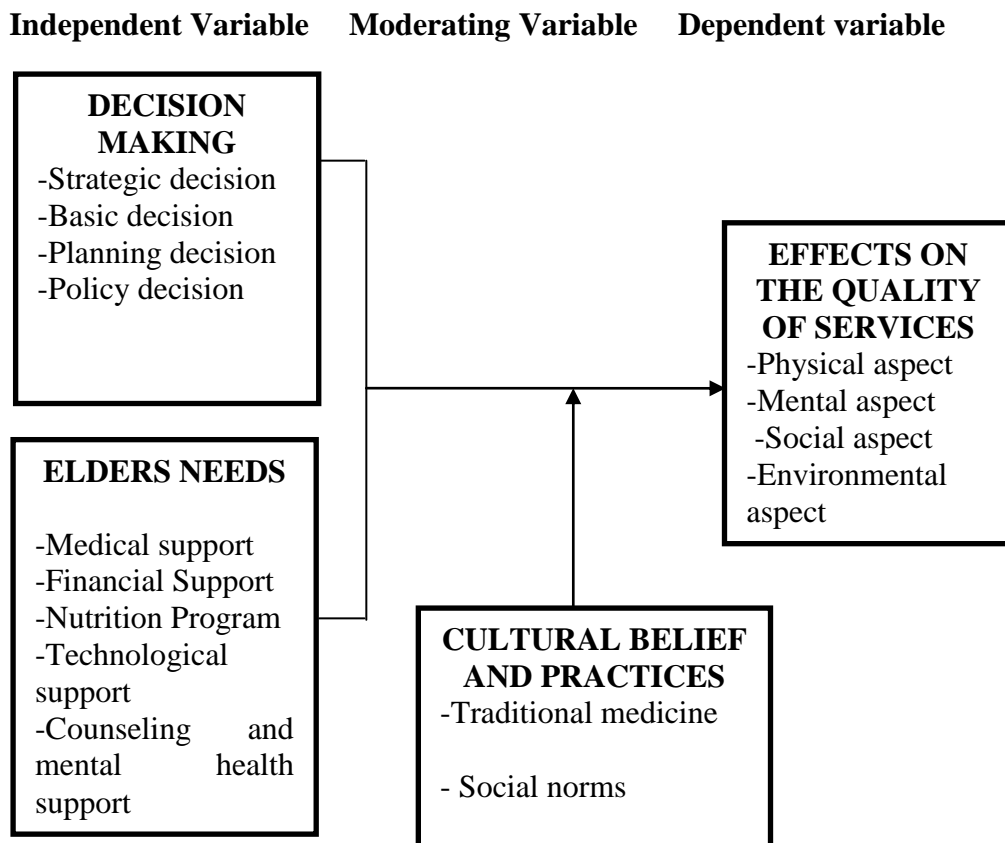 Independent Variable Moderating Variable Dependent variable
DECISION
MAKING
-Strategic decision
-Basic decision
-Planning decision
-Policy decision
ELDERS NEEDS
-Medical support
-Financial Support
-Nutrition Program
-Technological
support
-Counseling and
mental health
support
CULTURAL BELIEF
AND PRACTICES
-Traditional medicine
- Social norms
EFFECTS ON
THE QUALITY
OF SERVICES
-Physical aspect
-Mental aspect
-Social aspect
-Environmental
aspect